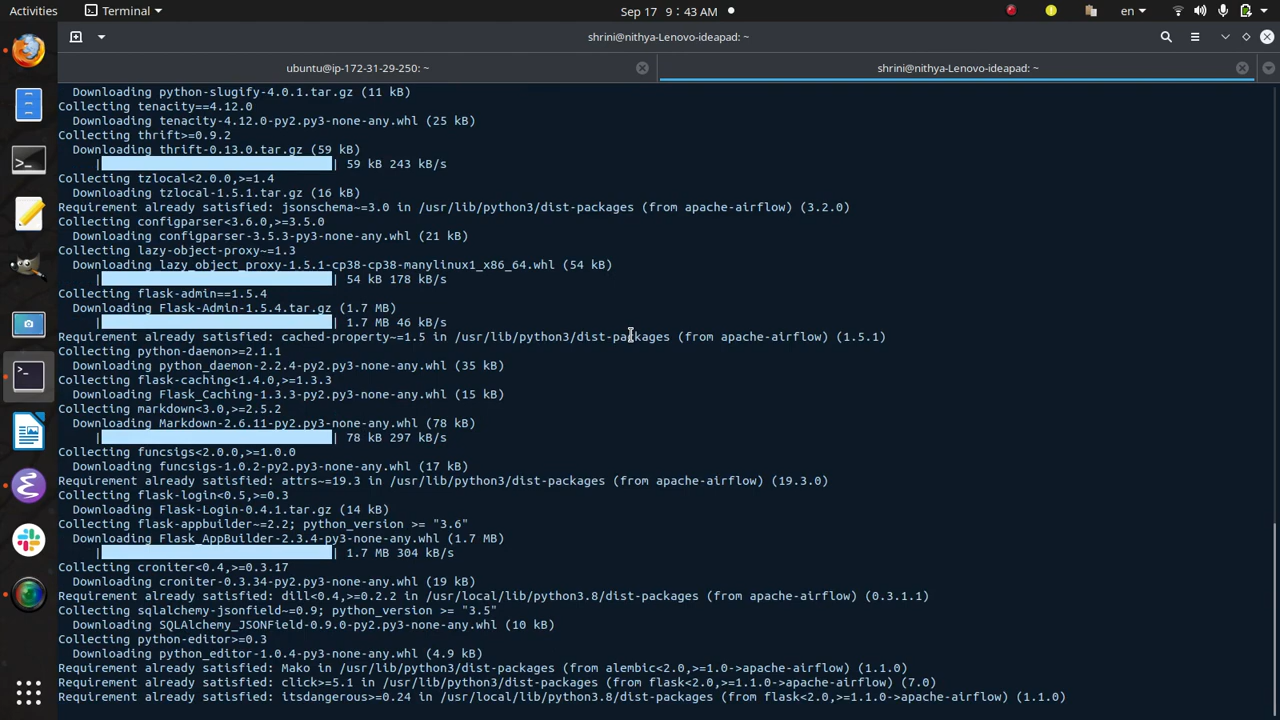 Activities
Terminal
Sep 17 9:43 AM
en
shrini@nithya-Lenovo-ideapad: ~
ubuntu@ip-172-31-29-250: ~
shrini@nithya-Lenovo-ideapad: ~
Downloading python-slugify-4.0.1.tar.gz (11 kB)
Collecting tenacity==4.12.0
Downloading tenacity-4.12.0-py2.py3-none-any.whl (25 kB)
Collecting thrift>=0.9.2
Downloading thrift-0.13.0.tar.gz (59 kB)
| | 59 kB 243 kB/s
Collecting tzlocal<2.0.0,>=1.4
Downloading tzlocal-1.5.1.tar.gz (16 kB)
Requirement already satisfied: jsonschema~=3.0 in /usr/lib/python3/dist-packages (from apache-airflow) (3.2.0)
Collecting configparser<3.6.0,>=3.5.0
Downloading configparser-3.5.3-py3-none-any.whl (21 kB)
Collecting lazy-object-proxy~=1.3
Downloading lazy_object_proxy-1.5.1-cp38-cp38-manylinux1_x86_64.whl (54 kB)
| | 54 kB 178 kB/s
Collecting flask-admin==1.5.4
Downloading Flask-Admin-1.5.4.tar.gz (1.7 MB)
| | 1.7 MB 46 kB/s
Requirement already satisfied: cached-property~=1.5 in /usr/lib/python3/dist-packages (from apache-airflow) (1.5.1)
Collecting python-daemon>=2.1.1
Downloading python_daemon-2.2.4-py2.py3-none-any.whl (35 kB)
Collecting flask-caching<1.4.0,>=1.3.3
Downloading Flask_Caching-1.3.3-py2.py3-none-any.whl (15 kB)
Collecting markdown<3.0,>=2.5.2
Downloading Markdown-2.6.11-py2.py3-none-any.whl (78 kB)
| | 78 kB 297 kB/s
Collecting funcsigs<2.0.0,>=1.0.0
Downloading funcsigs-1.0.2-py2.py3-none-any.whl (17 kB)
Requirement already satisfied: attrs~=19.3 in /usr/lib/python3/dist-packages (from apache-airflow) (19.3.0)
Collecting flask-login<0.5,>=0.3
Downloading Flask-Login-0.4.1.tar.gz (14 kB)
Collecting flask-appbuilder~=2.2; python_version >= "3.6"
Downloading Flask_AppBuilder-2.3.4-py3-none-any.whl (1.7 MB)
| | 1.7 MB 304 kB/s
Collecting croniter<0.4,>=0.3.17
Downloading croniter-0.3.34-py2.py3-none-any.whl (19 kB)
Requirement already satisfied: dill<0.4,>=0.2.2 in /usr/local/lib/python3.8/dist-packages (from apache-airflow) (0.3.1.1)
Collecting sqlalchemy-jsonfield~=0.9; python_version >= "3.5"
Downloading SQLAlchemy_JSONField-0.9.0-py2.py3-none-any.whl (10 kB)
Collecting python-editor>=0.3
Downloading python_editor-1.0.4-py3-none-any.whl (4.9 kB)
Requirement already satisfied: Mako in /usr/lib/python3/dist-packages (from alembic<2.0,>=1.0->apache-airflow) (1.1.0)
Requirement already satisfied: click>=5.1 in /usr/lib/python3/dist-packages (from flask<2.0,>=1.1.0->apache-airflow) (7.0)
Requirement already satisfied: itsdangerous>=0.24 in /usr/local/lib/python3.8/dist-packages (from flask<2.0,>=1.1.0->apache-airflow) (1.1.0)